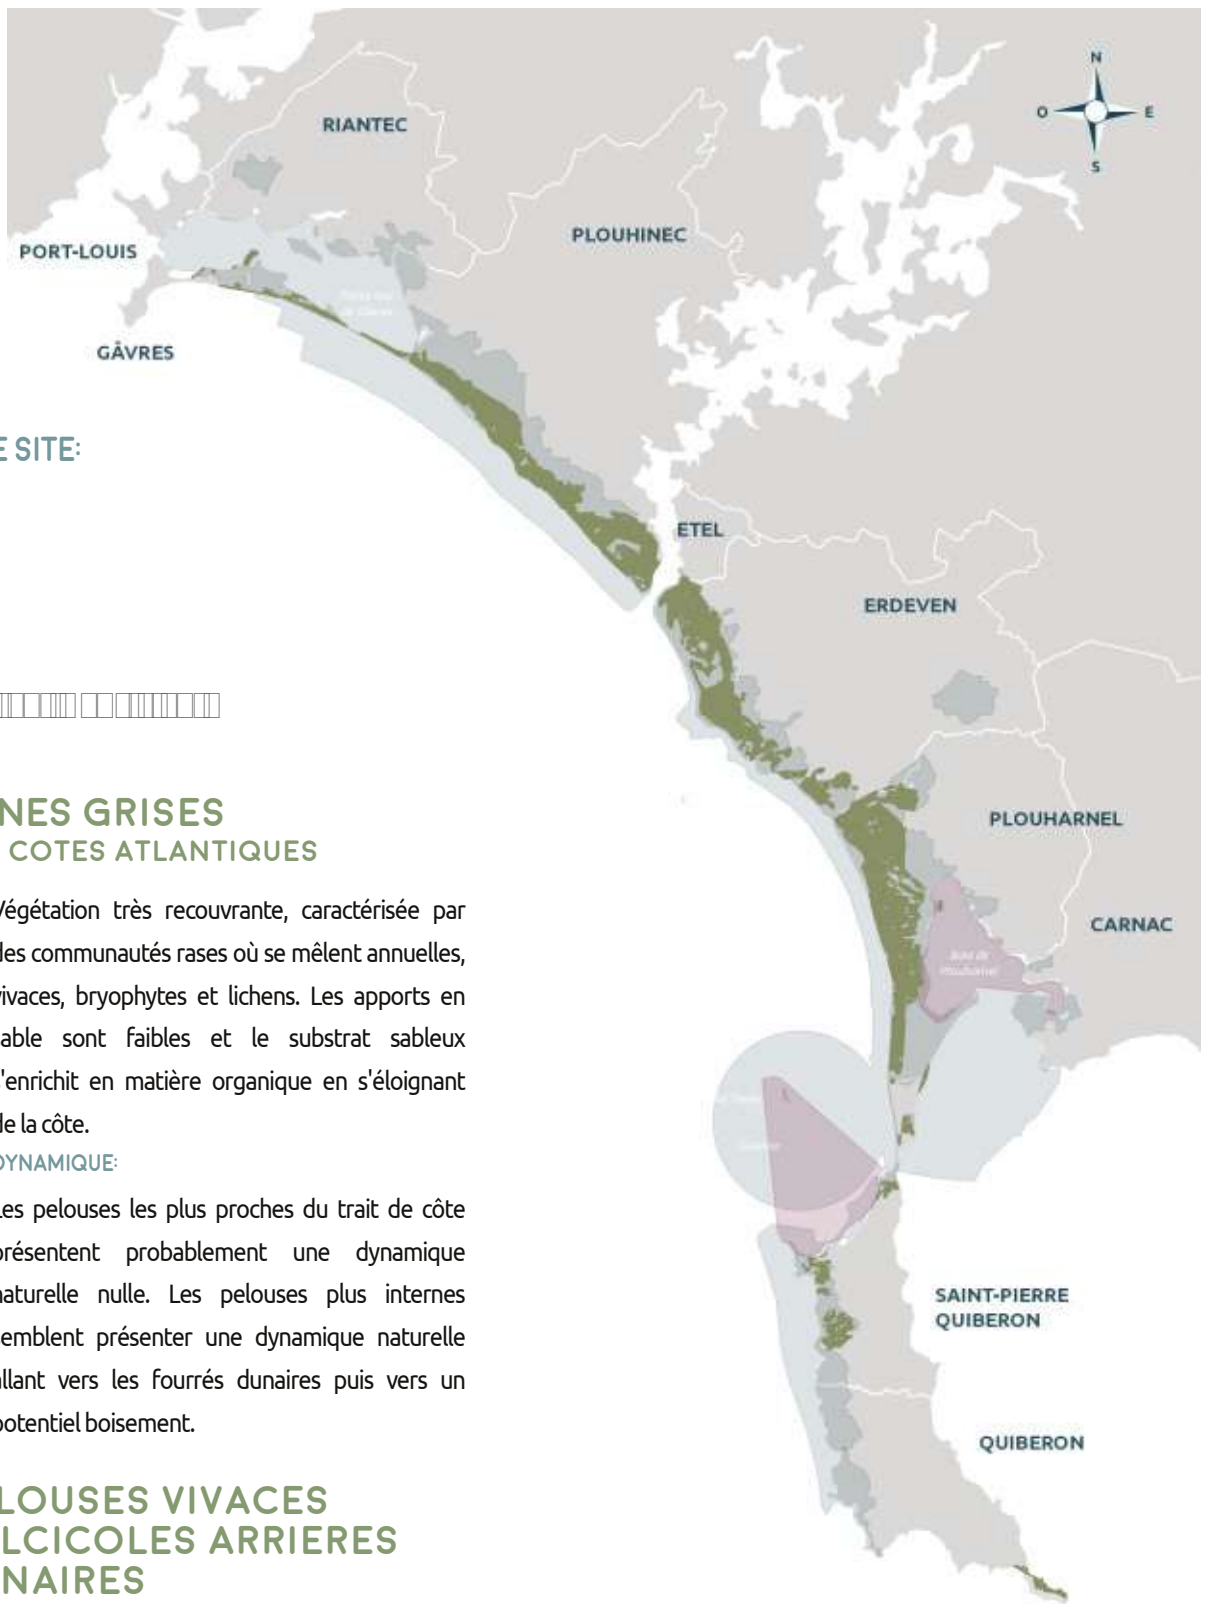 N
O E
S
RIANTEC
PORT-LOUIS
PLOUHINEC
GÂVRES
E SITE:
ETEL
ERDEVEN
NES GRISES
COTES ATLANTIQUES
Végétation très recouvrante, caractérisée par
des communautés rases où se mêlent annuelles,
vivaces, bryophytes et lichens. Les apports en
sable sont faibles et le substrat sableux
s'enrichit en matière organique en s'éloignant
de la côte.
DYNAMIQUE:
Les pelouses les plus proches du trait de côte
présentent probablement une dynamique
naturelle nulle. Les pelouses plus internes
semblent présenter une dynamique naturelle
allant vers les fourrés dunaires puis vers un
potentiel boisement.
LOUSES VIVACES
LCICOLES ARRIERES
NAIRES
PLOUHARNEL
CARNAC
Baie de
Plouharnel
SAINT-PIERRE
QUIBERON
QUIBERON